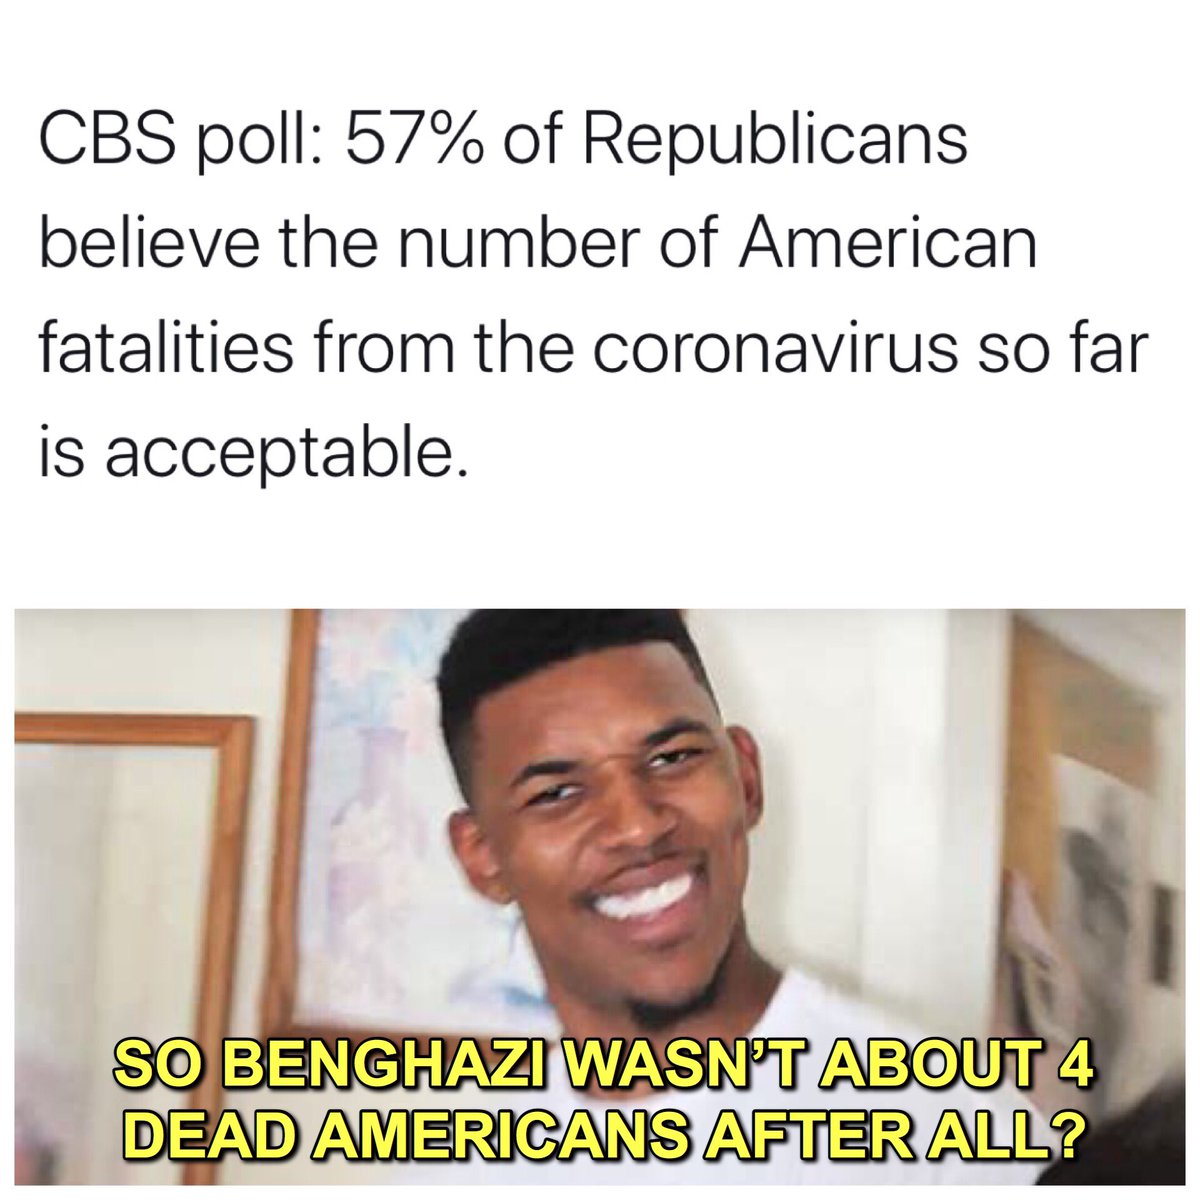 CBS poll: 57% of Republicans
believe the number of American
fatalities from the coronavirus so far
is acceptable.
SO BENGHAZI WASN’T ABOUT 4
DEAD AMERICANS AFTER ALL?